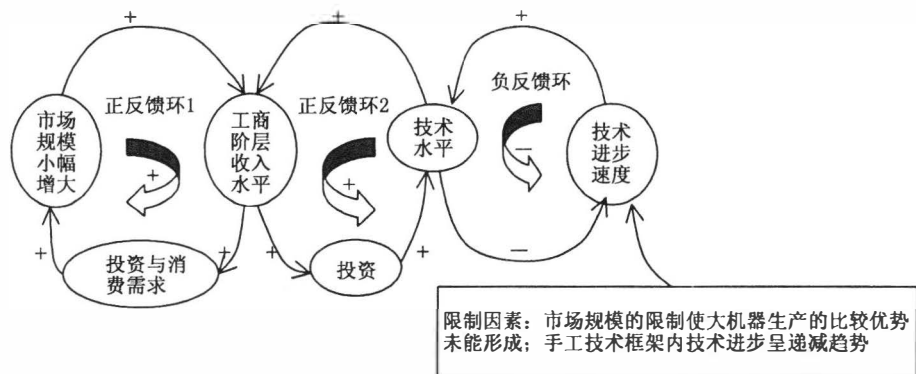 +
+
+
正反馈环1
正反馈环2
负反馈环
市场
规模
小幅
增大
工商
阶层
收入
水平
技术
水平
技术
进步
速度
+
+
−
+
+
+
+
−
投资与消
费需求
投资
限制因素：市场规模的限制使大机器生产的比较优势
未能形成；手工技术框架内技术进步呈递减趋势